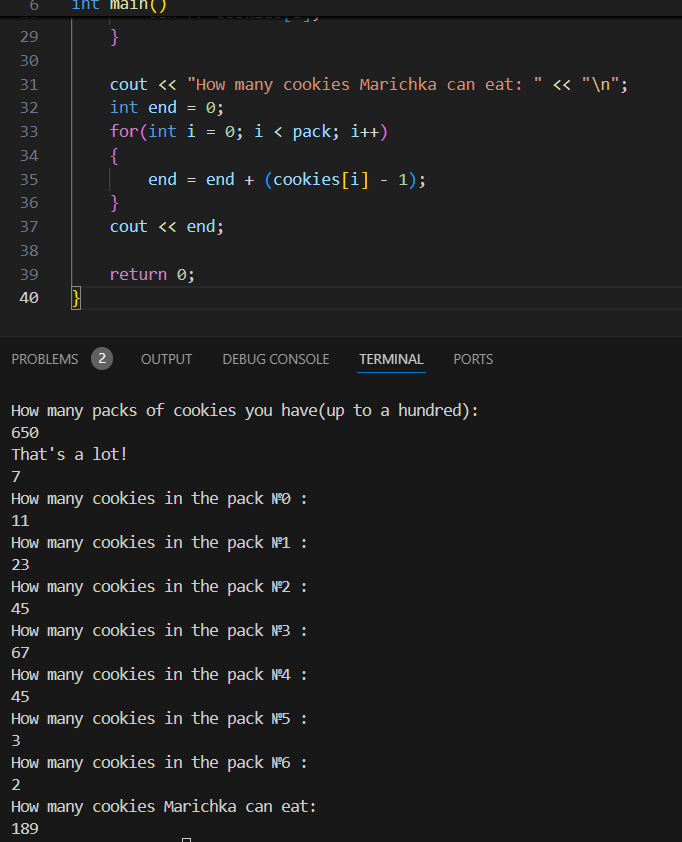 6 int main()
29 }
30
31 cout << "How many cookies Marichka can eat: " << "\n";
32 int end = 0;
33 for(int i = 0; i < pack; i++)
34 {
35 end = end + (cookies[i] - 1);
36 }
37 cout << end;
38
39 return 0;
40 }
PROBLEMS 2 OUTPUT DEBUG CONSOLE TERMINAL PORTS
How many packs of cookies you have(up to a hundred):
650
That's a lot!
7
How many cookies in the pack №0 :
11
How many cookies in the pack №1 :
23
How many cookies in the pack №2 :
45
How many cookies in the pack №3 :
67
How many cookies in the pack №4 :
45
How many cookies in the pack №5 :
3
How many cookies in the pack №6 :
2
How many cookies Marichka can eat:
189